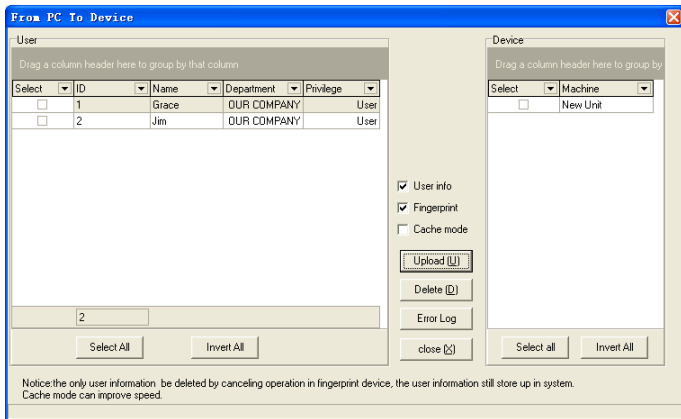 From PC To Device
User
Drag a column header here to group by that column
Select ID Name Department Privilege
1 Grace OUR COMPANY User
2 Jim OUR COMPANY User
2
Select All Invert All
User info
Fingerprint
Cache mode
Upload (U)
Delete (D)
Error Log
close (X)
Device
Drag a column header here to group by
Select Machine
New Unit
Select all Invert All
Notice:the only user information be deleted by canceling operation in fingerprint device, the user information still store up in system.
Cache mode can improve speed.